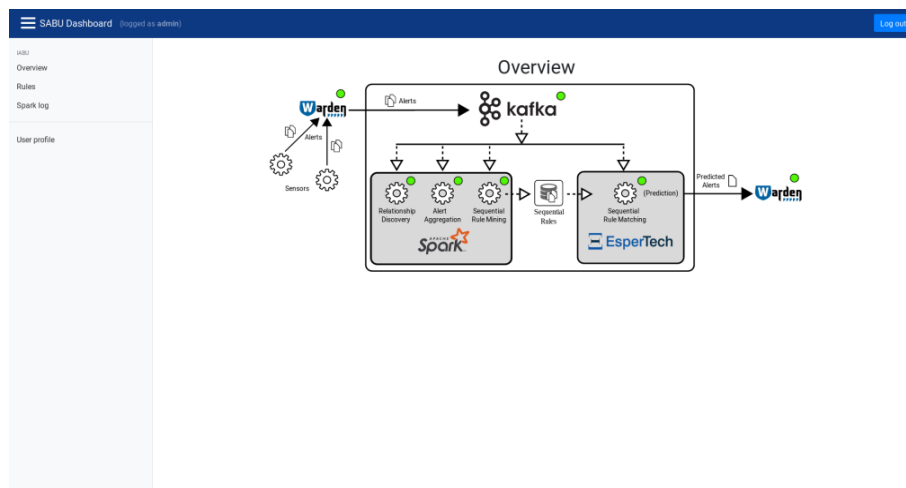 SABU Dashboard (logged as admin)
Log out
IABU
Overview
Rules
Spark log
User profile
Overview
Warden
Alerts
kafka
Alerts
Sensors
Relationship
Discovery
Alert
Aggregation
Sequential
Rule Mining
APACHE
Spark
Sequential
Rules
(Prediction)
Sequential
Rule Matching
EsperTech
Predicted
Alerts
Warden